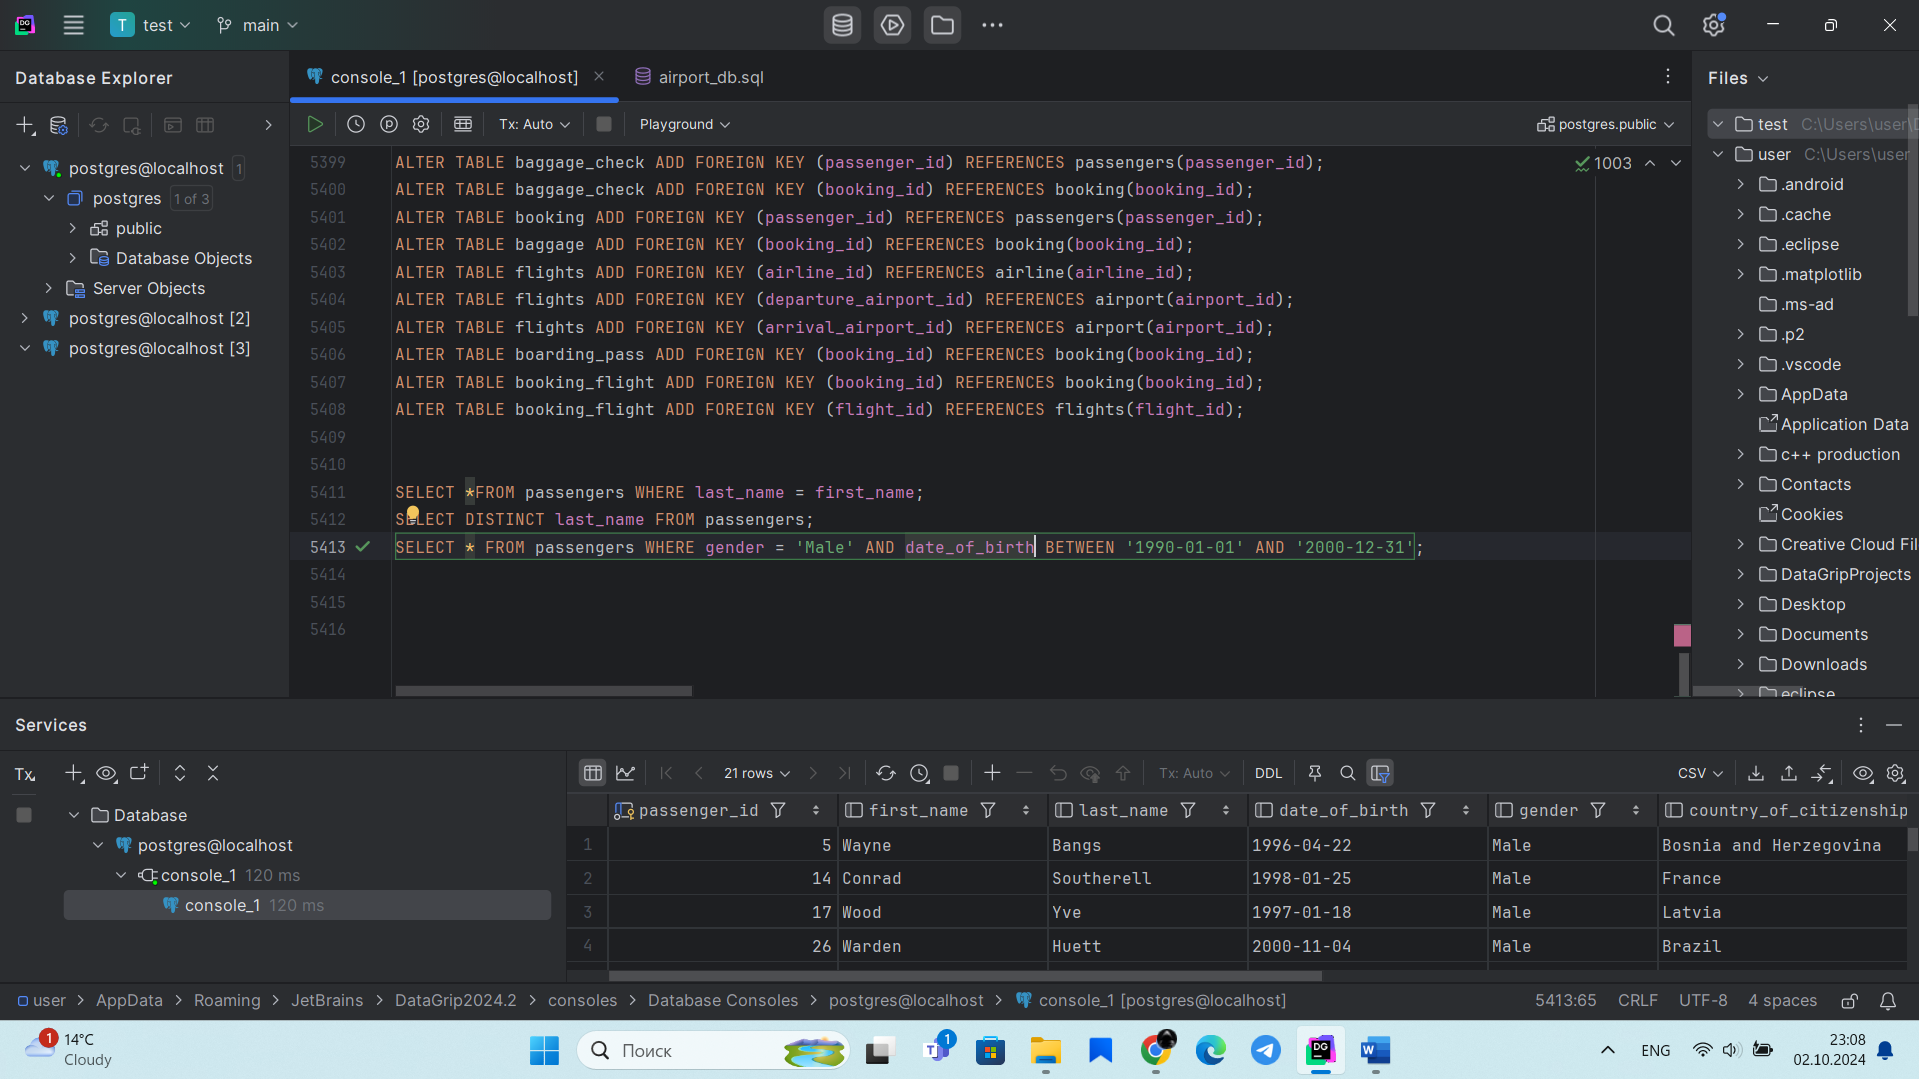 DG
T test
main
Database Explorer
console_1 [postgres@localhost]
airport_db.sql
Files
Tx: Auto
Playground
postgres.public
postgres@localhost 1
postgres 1 of 3
public
Database Objects
Server Objects
postgres@localhost [2]
postgres@localhost [3]
1003
5399 ALTER TABLE baggage_check ADD FOREIGN KEY (passenger_id) REFERENCES passengers(passenger_id);
5400 ALTER TABLE baggage_check ADD FOREIGN KEY (booking_id) REFERENCES booking(booking_id);
5401 ALTER TABLE booking ADD FOREIGN KEY (passenger_id) REFERENCES passengers(passenger_id);
5402 ALTER TABLE baggage ADD FOREIGN KEY (booking_id) REFERENCES booking(booking_id);
5403 ALTER TABLE flights ADD FOREIGN KEY (airline_id) REFERENCES airline(airline_id);
5404 ALTER TABLE flights ADD FOREIGN KEY (departure_airport_id) REFERENCES airport(airport_id);
5405 ALTER TABLE flights ADD FOREIGN KEY (arrival_airport_id) REFERENCES airport(airport_id);
5406 ALTER TABLE boarding_pass ADD FOREIGN KEY (booking_id) REFERENCES booking(booking_id);
5407 ALTER TABLE booking_flight ADD FOREIGN KEY (booking_id) REFERENCES booking(booking_id);
5408 ALTER TABLE booking_flight ADD FOREIGN KEY (flight_id) REFERENCES flights(flight_id);
5409
5410
5411 SELECT *FROM passengers WHERE last_name = first_name;
5412 SELECT DISTINCT last_name FROM passengers;
5413 SELECT * FROM passengers WHERE gender = 'Male' AND date_of_birth BETWEEN '1990-01-01' AND '2000-12-31';
5414
5415
5416
test C:\Users\user\D
user C:\Users\user
.android
.cache
.eclipse
.matplotlib
.ms-ad
.p2
.vscode
AppData
Application Data
c++ production
Contacts
Cookies
Creative Cloud Fil
DataGripProjects
Desktop
Documents
Downloads
eclipse
Services
Tx
Database
postgres@localhost
console_1 120 ms
console_1 120 ms
21 rows
Tx: Auto
DDL
CSV
passenger_id first_name last_name date_of_birth gender country_of_citizenship
1 5 Wayne Bangs 1996-04-22 Male Bosnia and Herzegovina
2 14 Conrad Southerell 1998-01-25 Male France
3 17 Wood Yve 1997-01-18 Male Latvia
4 26 Warden Huett 2000-11-04 Male Brazil
user > AppData > Roaming > JetBrains > DataGrip2024.2 > consoles > Database Consoles > postgres@localhost > console_1 [postgres@localhost]
5413:65 CRLF UTF-8 4 spaces
1 14°C
Cloudy
Поиск
1
DG
ENG
23:08
02.10.2024